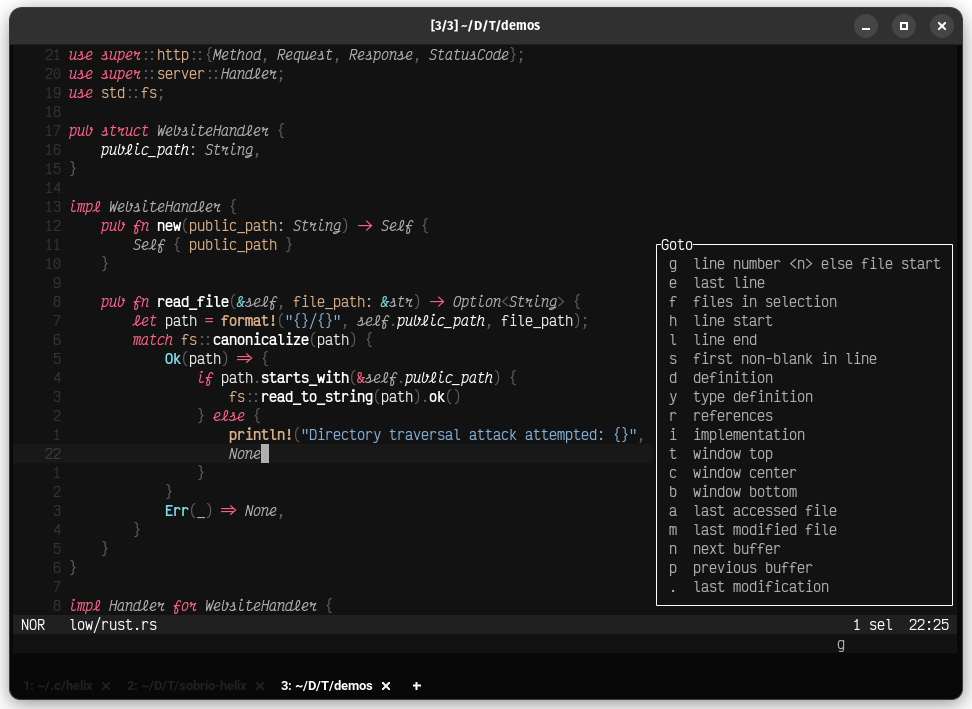 [3/3] ~/D/T/demos
21 use super::http::{Method, Request, Response, StatusCode};
20 use super::server::Handler;
19 use std::fs;
18
17 pub struct WebsiteHandler {
16     public_path: String,
15 }
14
13 impl WebsiteHandler {
12     pub fn new(public_path: String) -> Self {
11         Self { public_path }
10     }
9
8     pub fn read_file(&self, file_path: &str) -> Option<String> {
7         let path = format!("{}/{}", self.public_path, file_path);
6         match fs::canonicalize(path) {
5             Ok(path) => {
4                 if path.starts_with(&self.public_path) {
3                     fs::read_to_string(path).ok()
2                 } else {
1                     println!("Directory traversal attack attempted: {}",
22                     None
1                 }
2             }
3             Err(_) => None,
4         }
5     }
6 }
7
8 impl Handler for WebsiteHandler {
Goto
g line number <n> else file start
e last line
f files in selection
h line start
l line end
s first non-blank in line
d definition
y type definition
r references
i implementation
t window top
c window center
b window bottom
a last accessed file
m last modified file
n next buffer
p previous buffer
. last modification
NOR low/rust.rs 1 sel 22:25
g
1: ~/.c/helix × 2: ~/D/T/sobrio-helix × 3: ~/D/T/demos × +